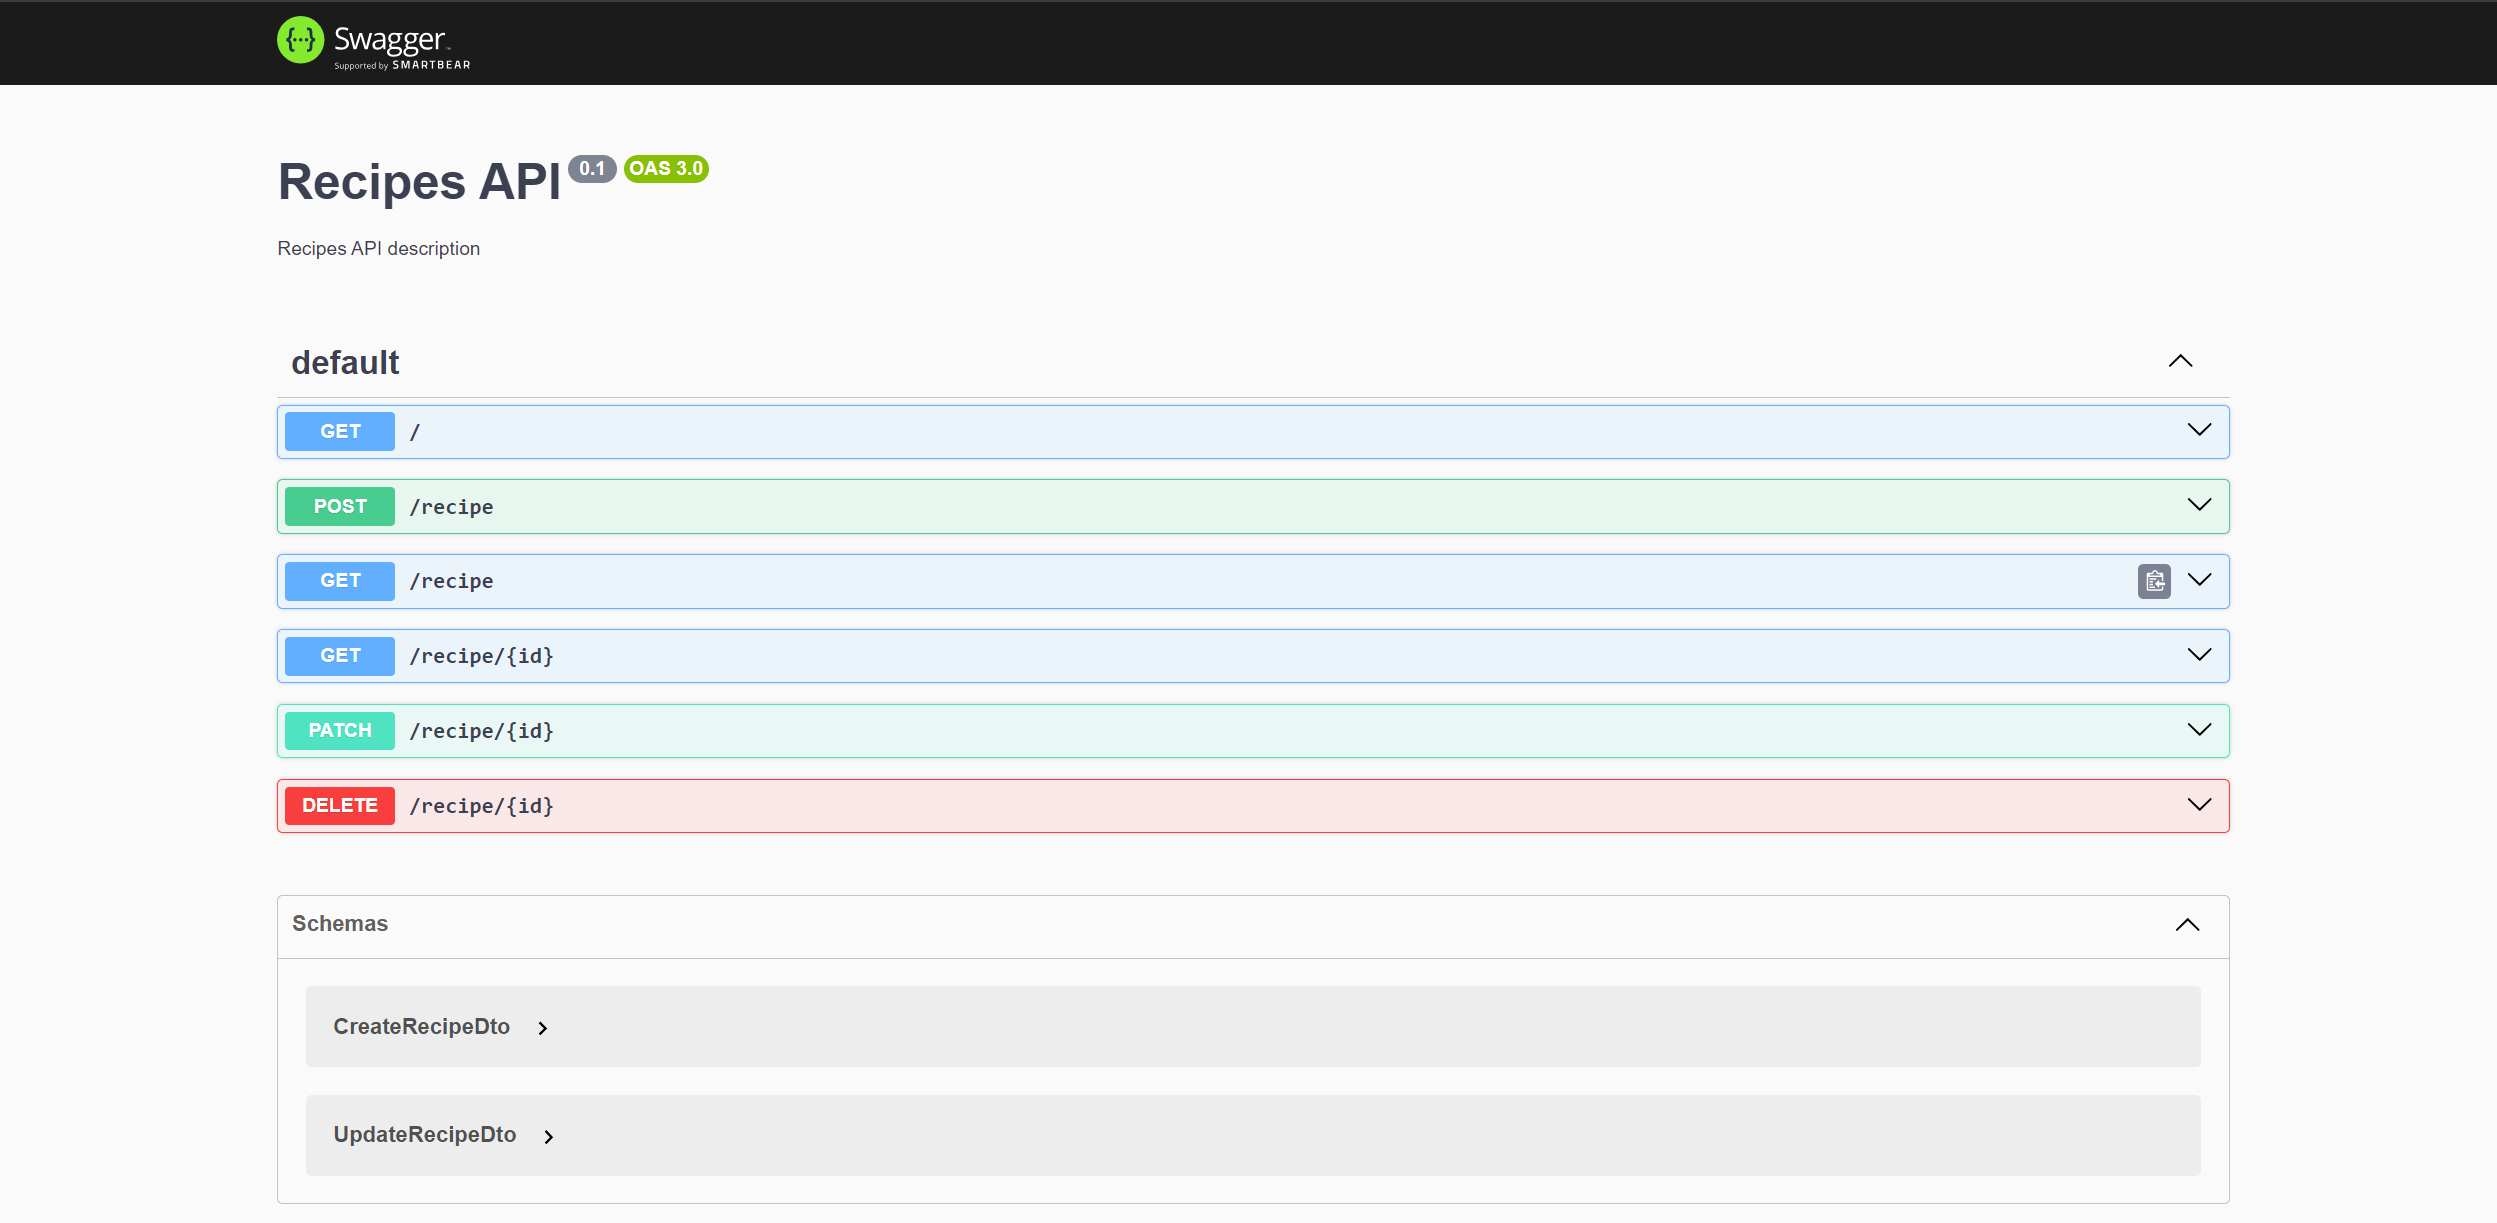 {...} Swagger™
Supported by SMARTBEAR
Recipes API 0.1 OAS 3.0
Recipes API description
default
GET /
POST /recipe
GET /recipe
GET /recipe/{id}
PATCH /recipe/{id}
DELETE /recipe/{id}
Schemas
CreateRecipeDto
UpdateRecipeDto